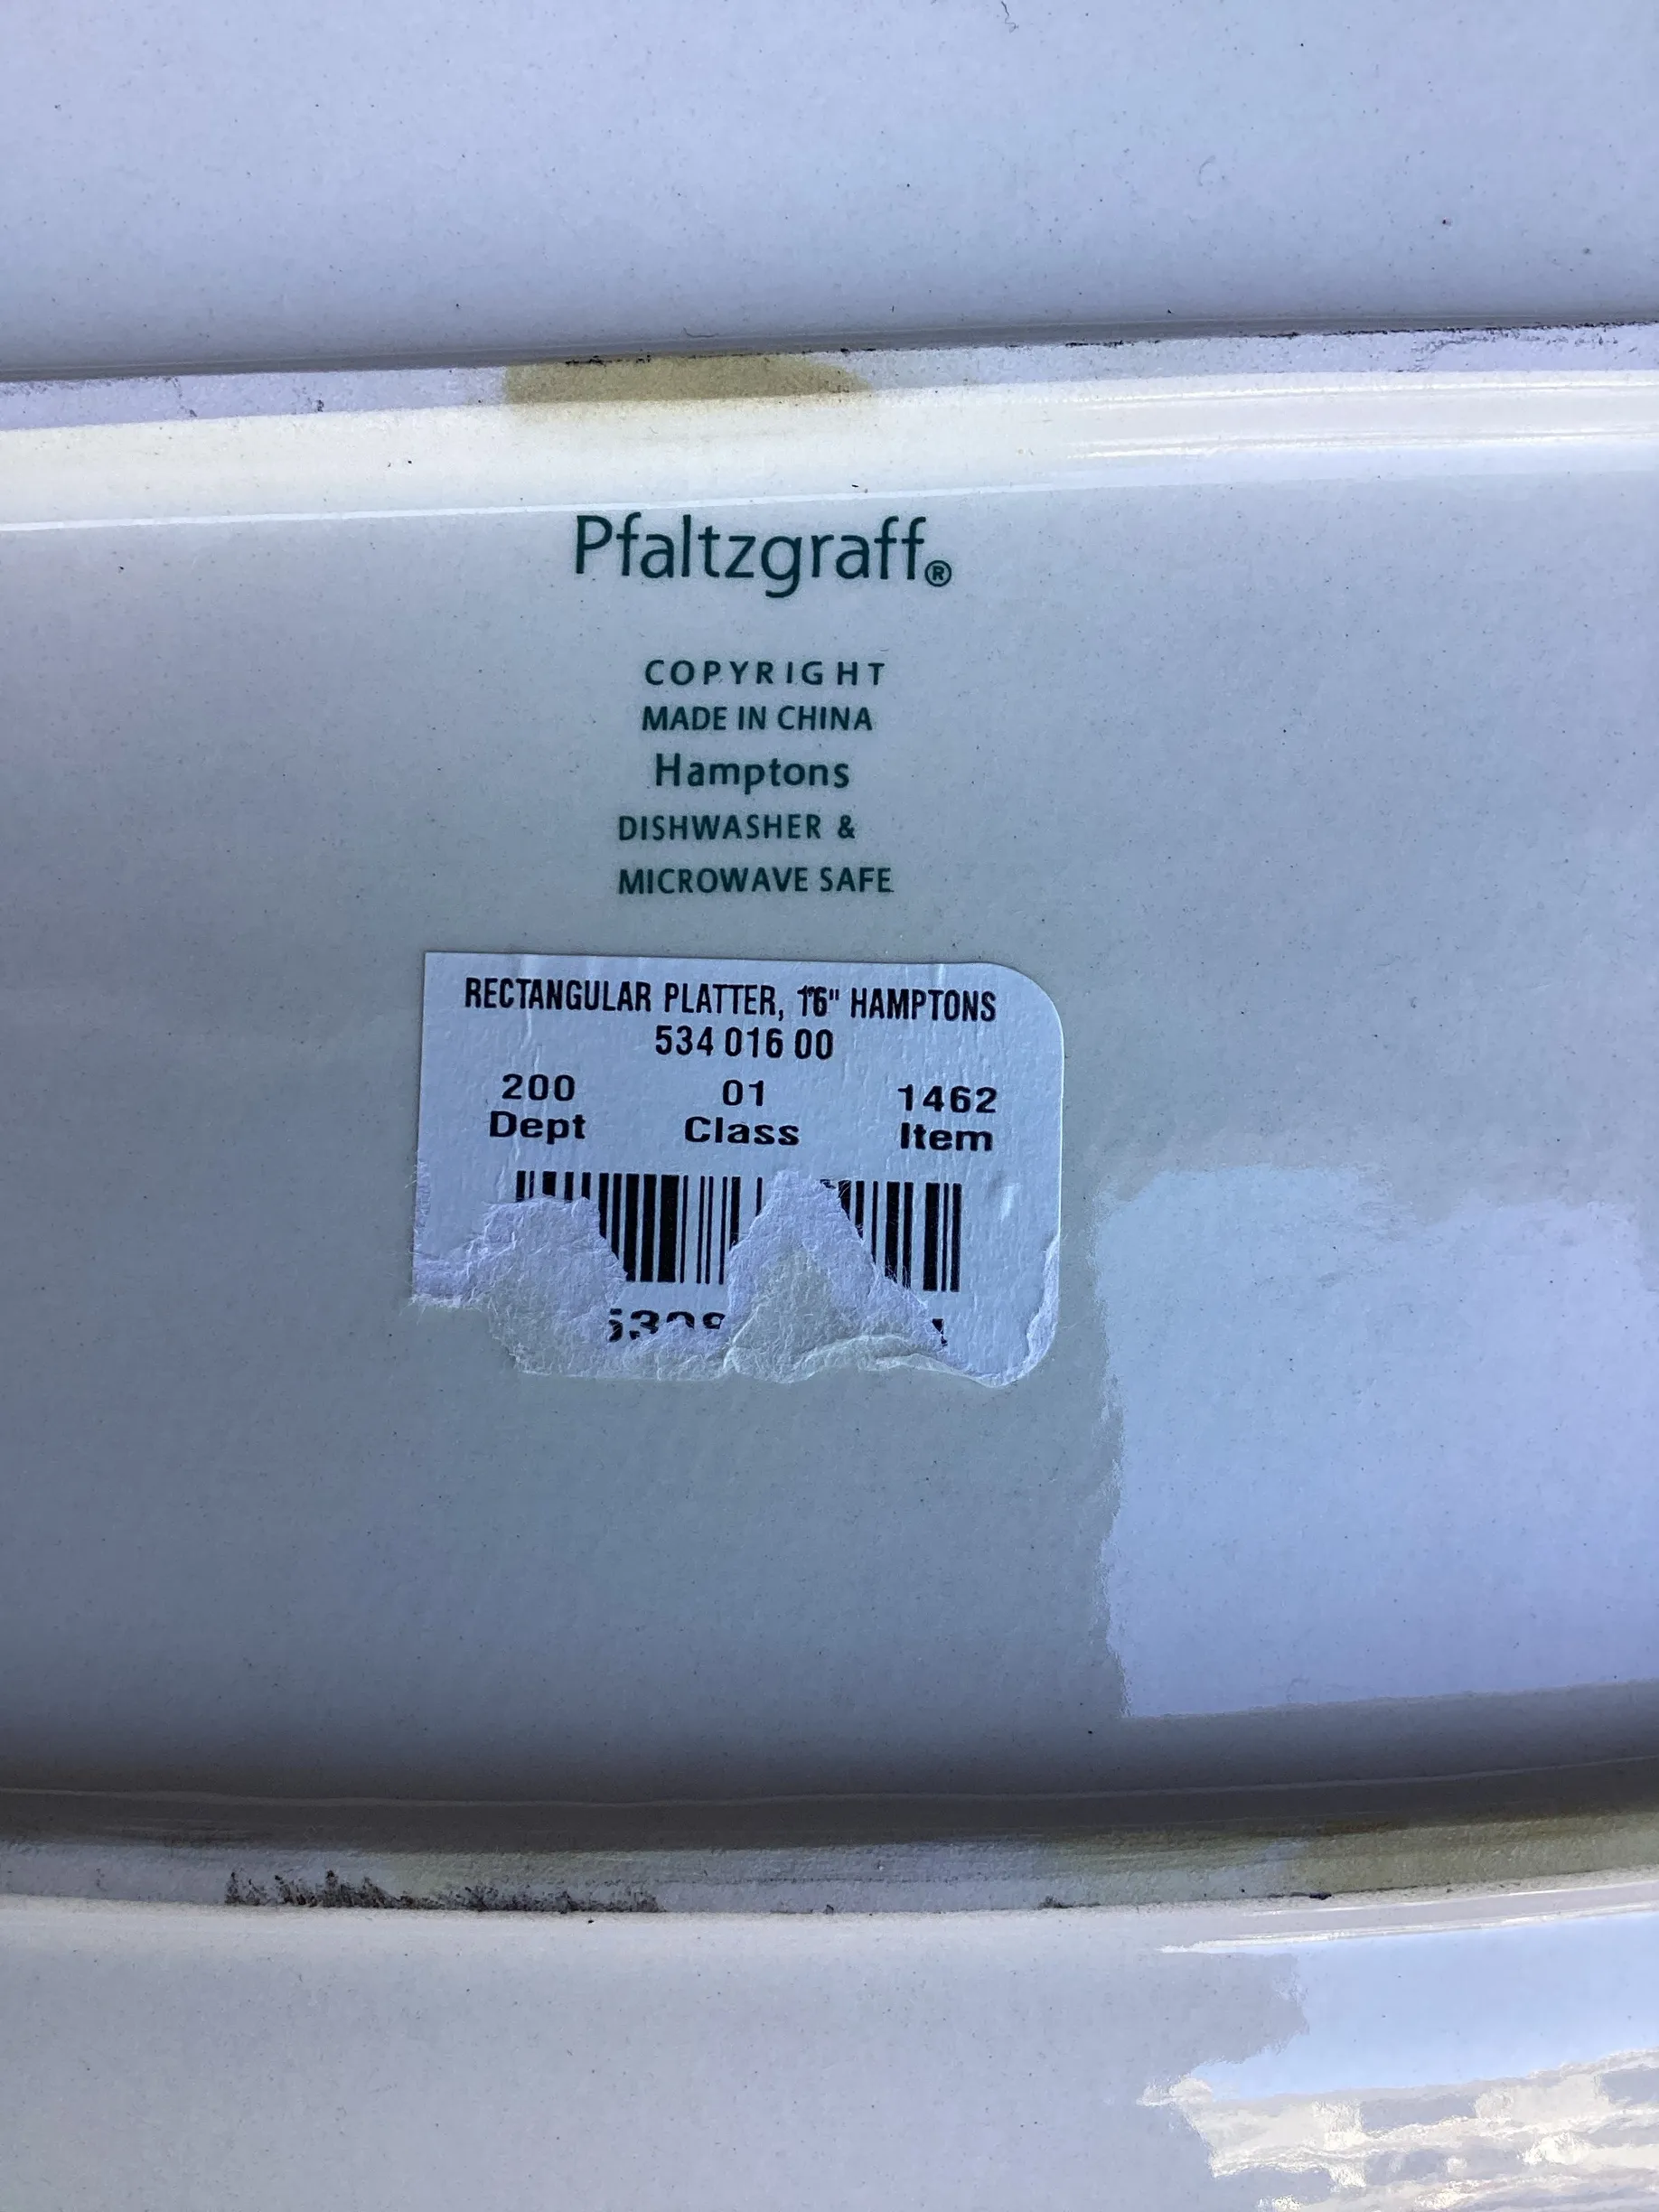 Pfaltzgraff®
COPYRIGHT
MADE IN CHINA
Hamptons
DISHWASHER &
MICROWAVE SAFE
RECTANGULAR PLATTER, 16" HAMPTONS
534 016 00
200 01 1462
Dept Class Item